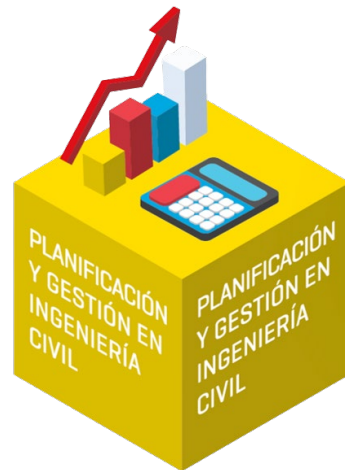 PLANIFICACIÓN
Y GESTIÓN EN
INGENIERÍA
CIVIL
PLANIFICACIÓN
Y GESTIÓN EN
INGENIERÍA
CIVIL